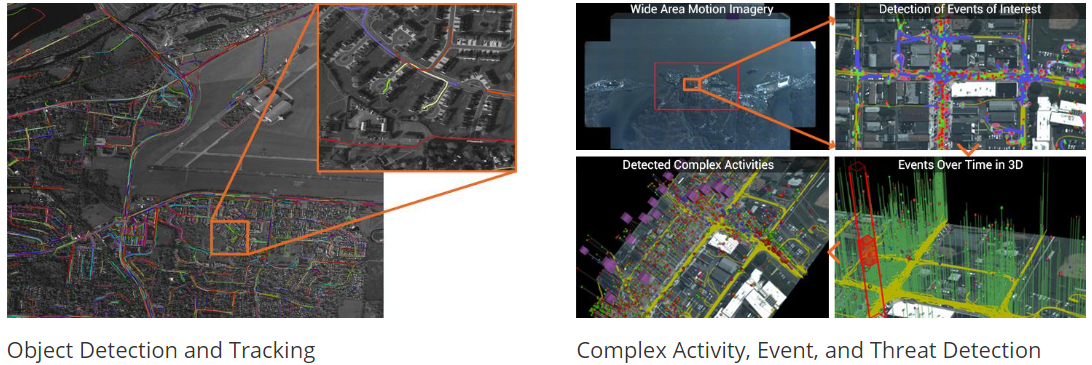 Wide Area Motion Imagery
Detection of Events of Interest
Detected Complex Activities
Events Over Time in 3D
Object Detection and Tracking
Complex Activity, Event, and Threat Detection